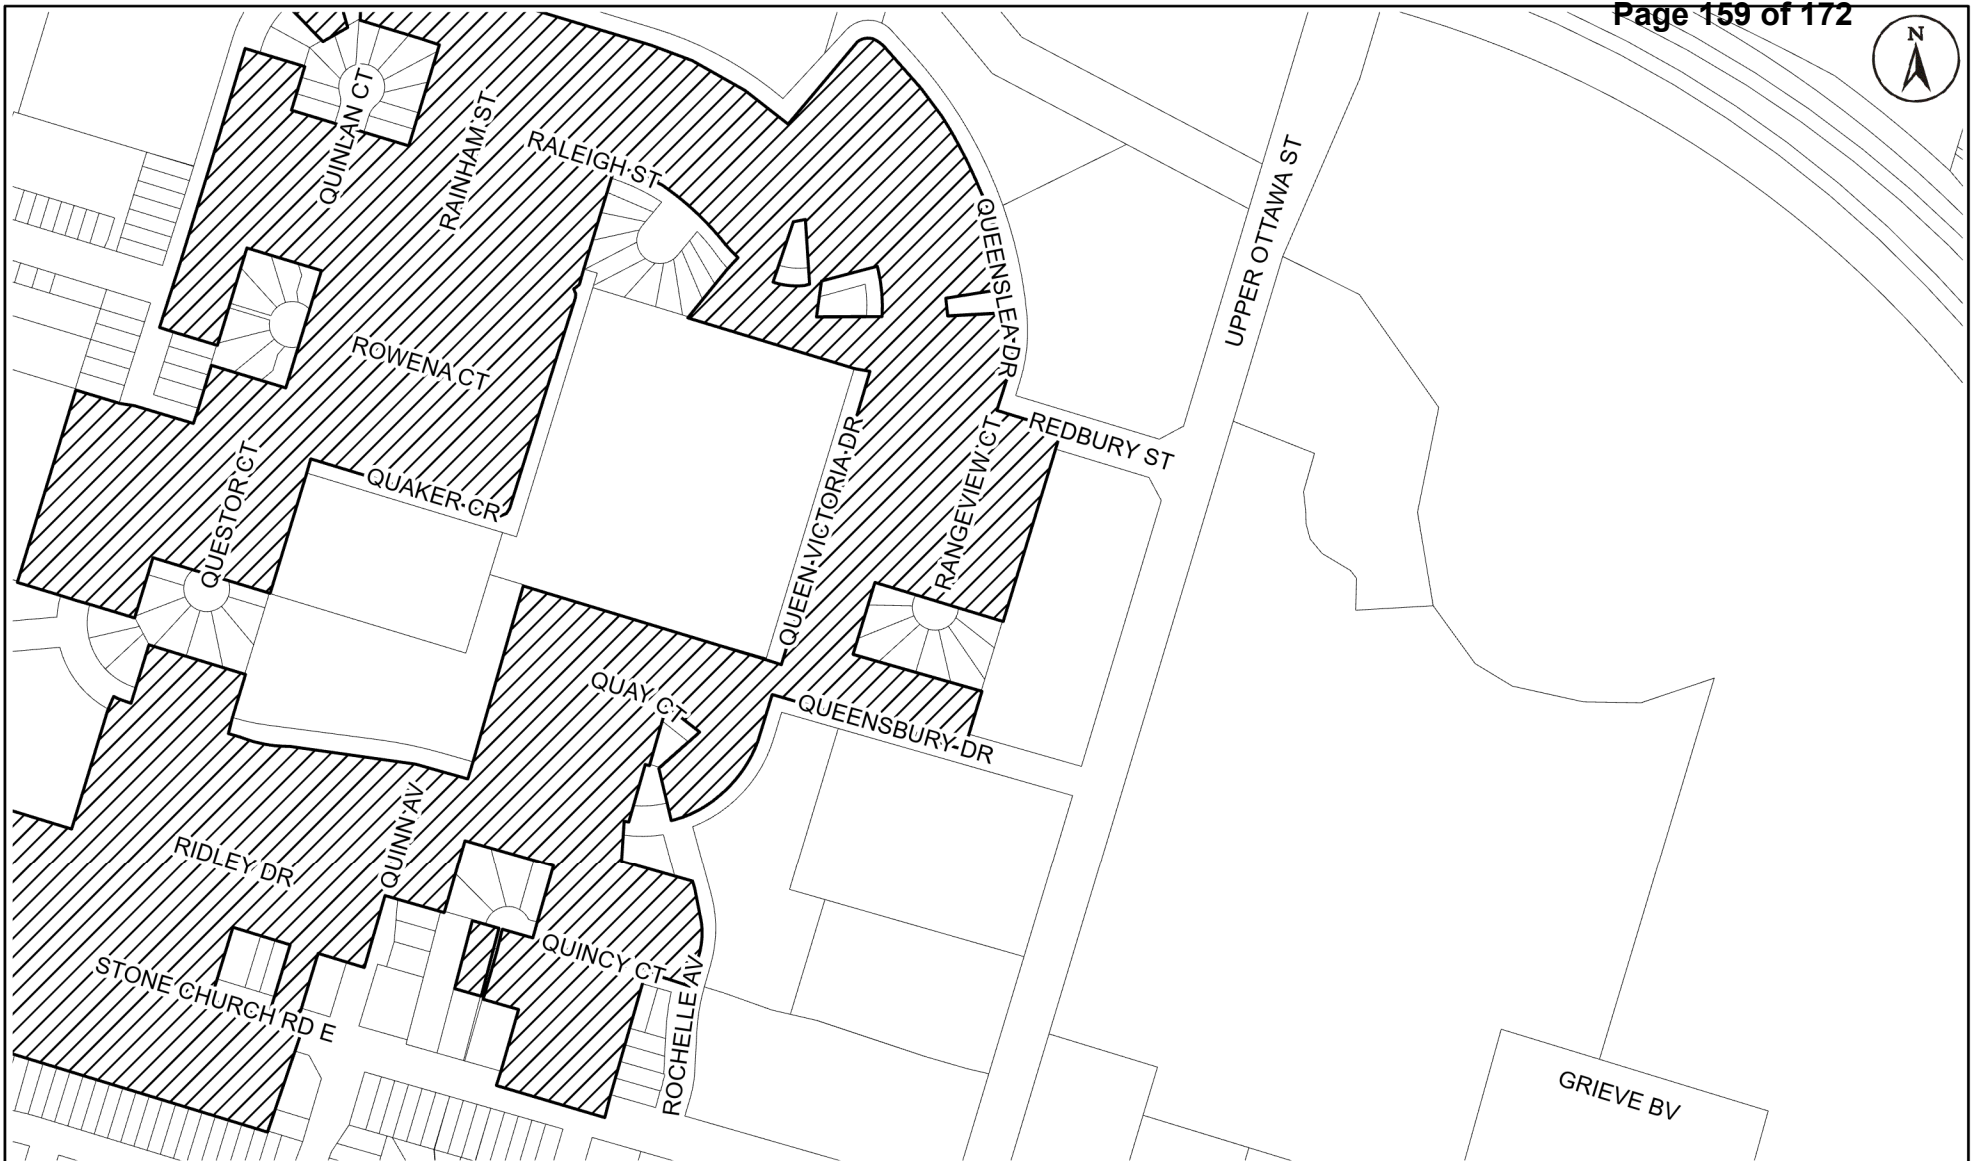 Page 159 of 172
N
QUINLAN CT
RAINHAM ST
RALEIGH ST
QUEENSLEA DR
UPPER OTTAWA ST
ROWENA CT
REDBURY ST
QUESTOR CT
QUAKER CR
QUEEN VICTORIA DR
RANGEVIEW CT
QUAY CT
QUEENSBURY DR
QUINN AV
RIDLEY DR
QUINCY CT
STONE CHURCH RD E
ROCHELLE AV
GRIEVE BV